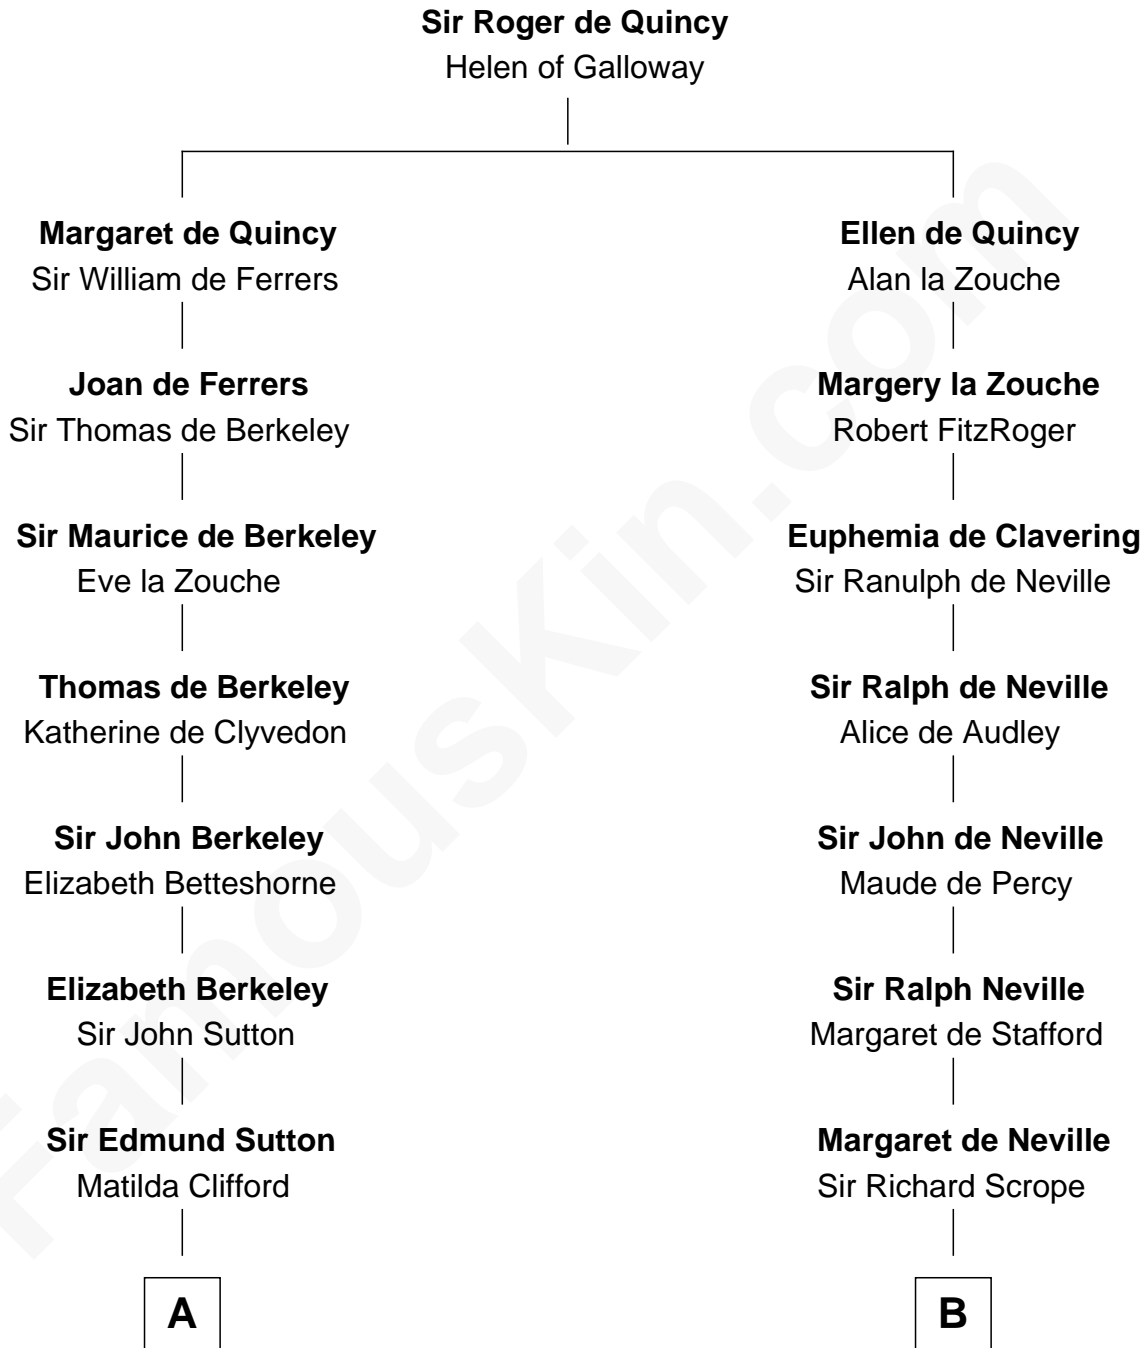 Sir Roger de Quincy
Helen of Galloway
Margaret de Quincy
Sir William de Ferrers
Joan de Ferrers
Sir Thomas de Berkeley
Sir Maurice de Berkeley
Eve la Zouche
Thomas de Berkeley
Katherine de Clyvedon
Sir John Berkeley
Elizabeth Betteshorne
Elizabeth Berkeley
Sir John Sutton
Sir Edmund Sutton
Matilda Clifford
A
Ellen de Quincy
Alan la Zouche
Margery la Zouche
Robert FitzRoger
Euphemia de Clavering
Sir Ranulph de Neville
Sir Ralph de Neville
Alice de Audley
Sir John de Neville
Maude de Percy
Sir Ralph Neville
Margaret de Stafford
Margaret de Neville
Sir Richard Scrope
B
FamousKin.com